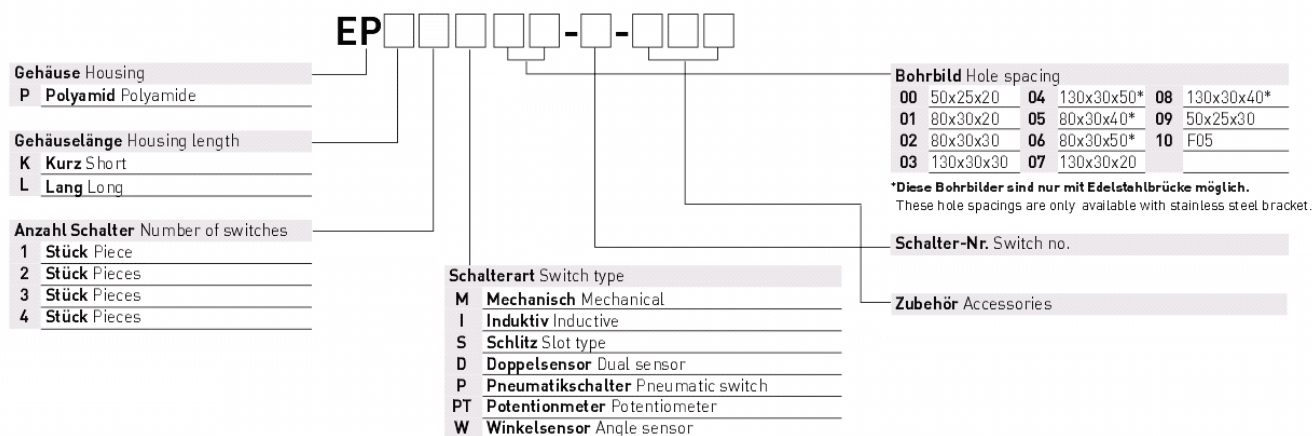 EP - -
Gehäuse Housing
P Polyamid Polyamide
Gehäuselänge Housing length
K Kurz Short
L Lang Long
Anzahl Schalter Number of switches
1 Stück Piece
2 Stück Pieces
3 Stück Pieces
4 Stück Pieces
Schalterart Switch type
M Mechanisch Mechanical
I Induktiv Inductive
S Schlitz Slot type
D Doppelsensor Dual sensor
P Pneumatikschalter Pneumatic switch
PT Potentionmeter Potentiometer
W Winkelsensor Angle sensor
Bohrbild Hole spacing
00 50x25x20 04 130x30x50* 08 130x30x40*
01 80x30x20 05 80x30x40* 09 50x25x30
02 80x30x30 06 80x30x50* 10 F05
03 130x30x30 07 130x30x20
*Diese Bohrbilder sind nur mit Edelstahlbrücke möglich.
These hole spacings are only available with stainless steel bracket.
Schalter-Nr. Switch no.
Zubehör Accessories